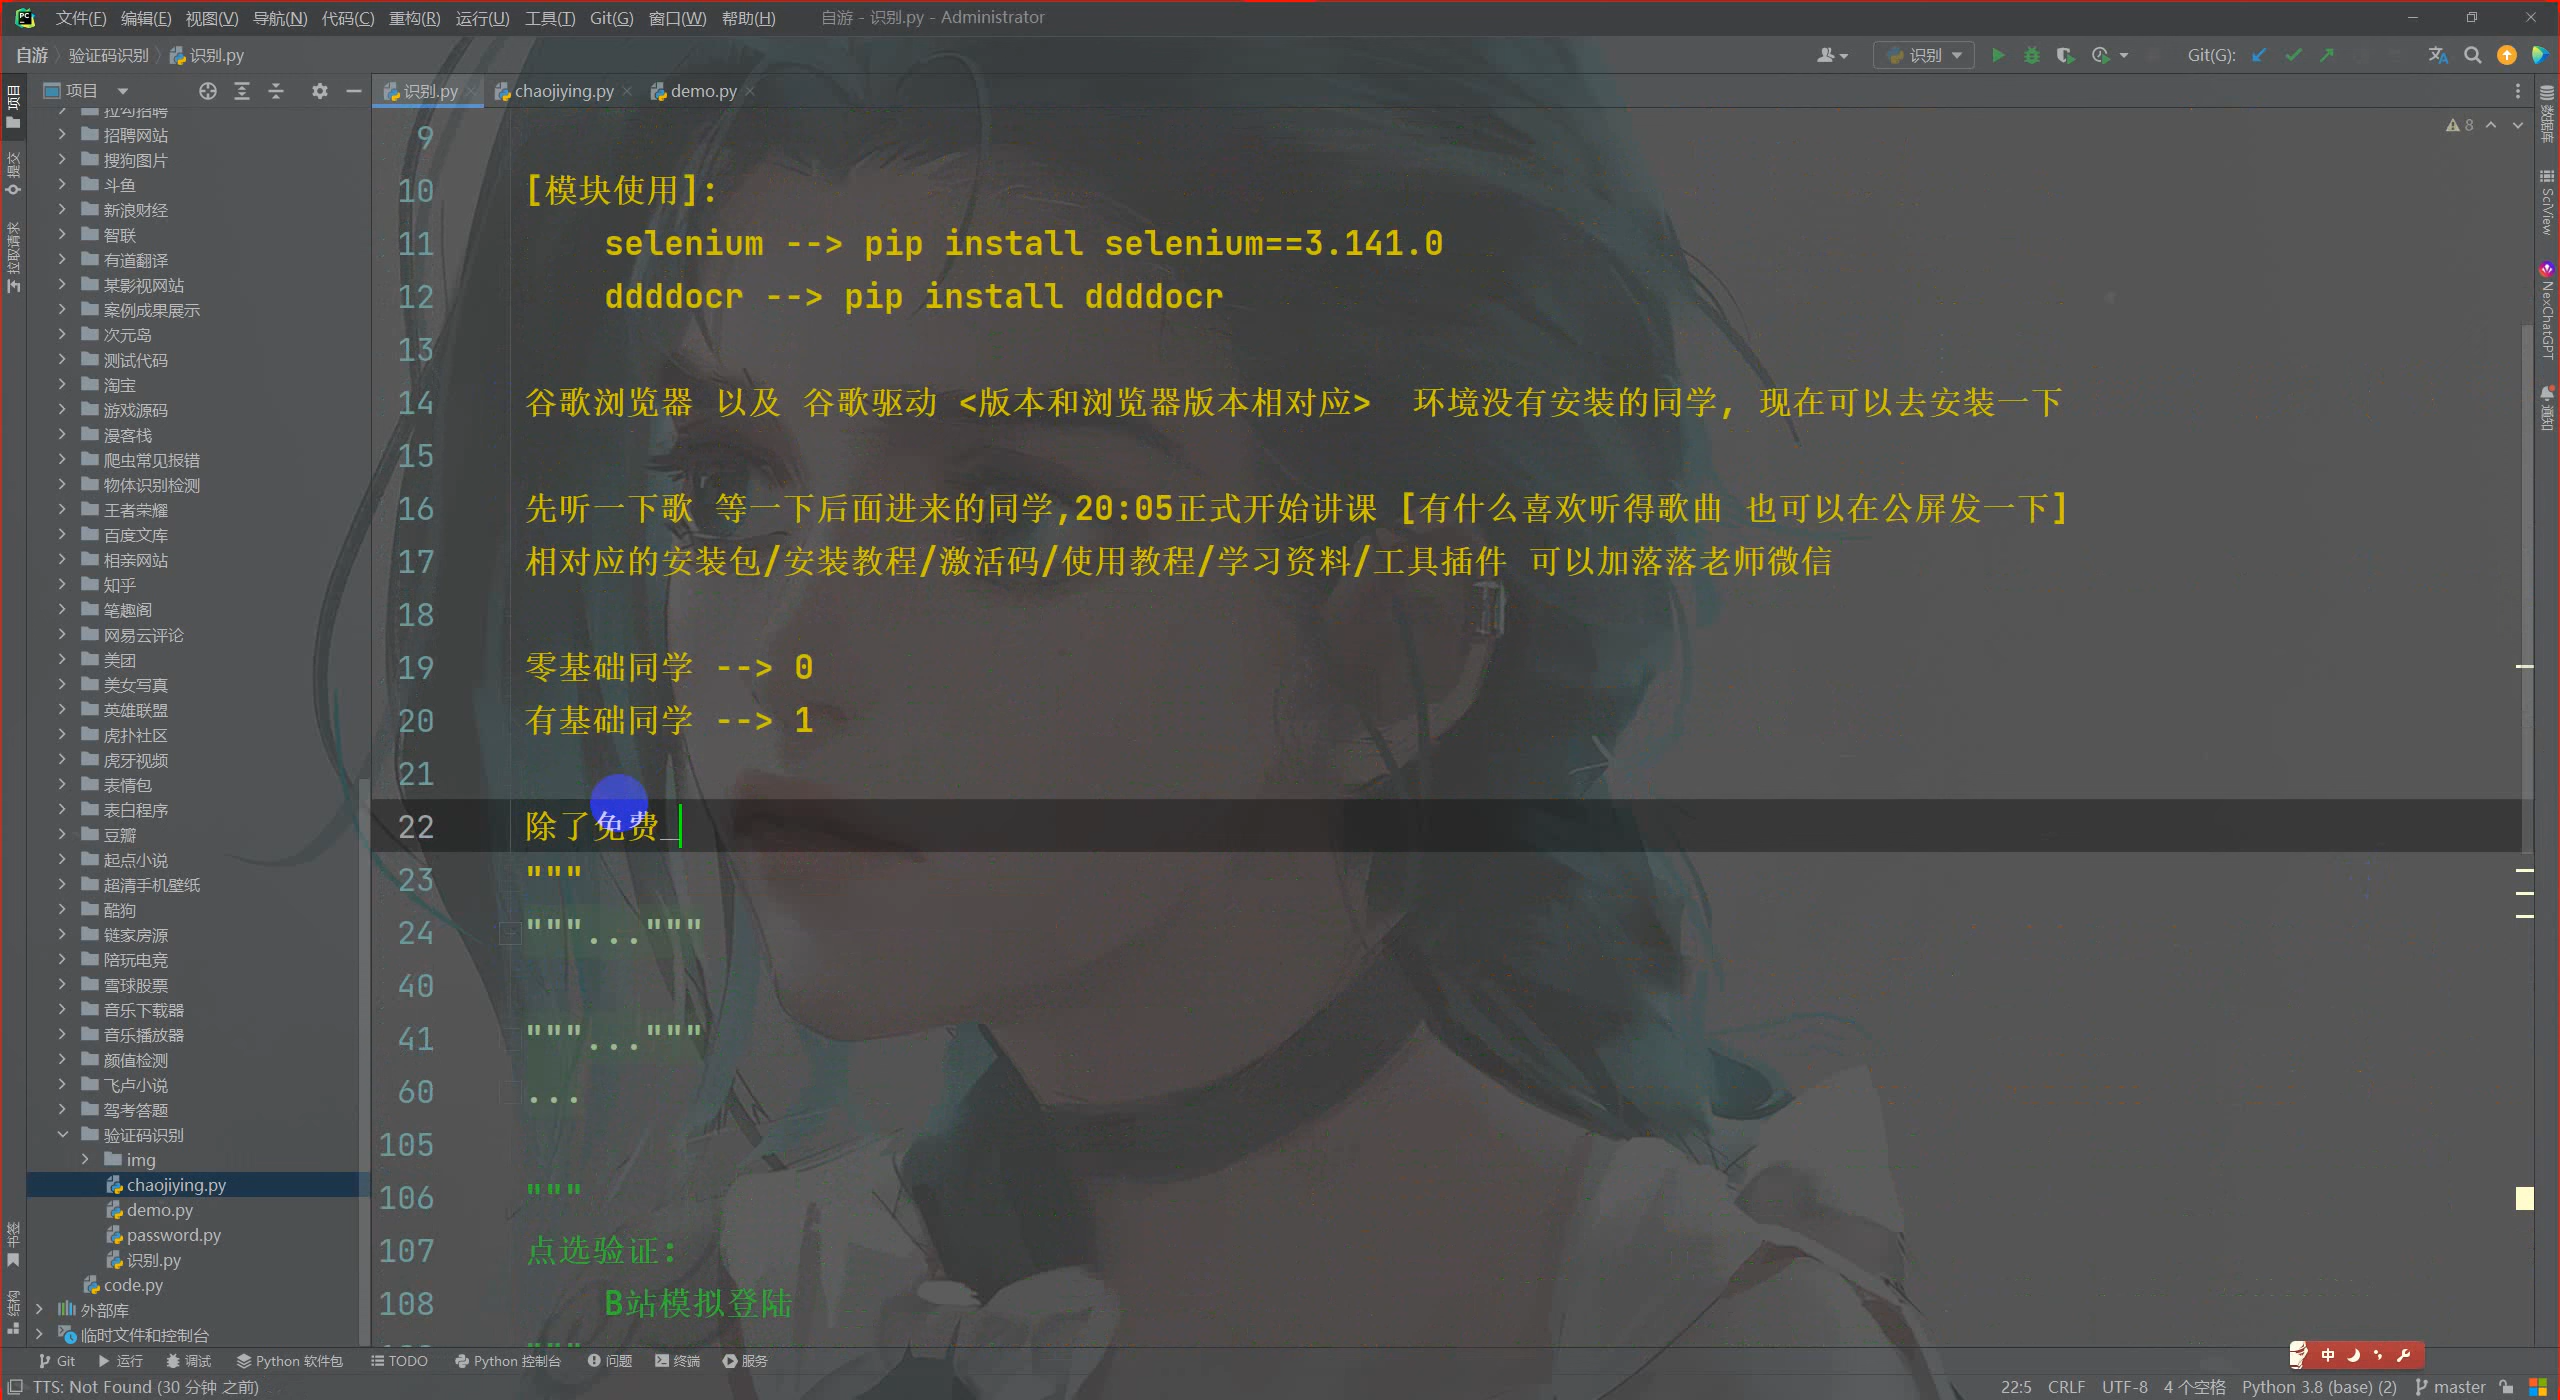 文件(F) 编辑(E) 视图(V) 导航(N) 代码(C) 重构(R) 运行(U) 工具(T) Git(G) 窗口(W) 帮助(H) 自游 - 识别.py - Administrator
自游 验证码识别 识别.py 识别 Git(G):
项目 识别.py chaojiying.py demo.py
拉勾招聘
招聘网站
搜狗图片
斗鱼
新浪财经
智联
有道翻译
某影视网站
案例成果展示
次元岛
测试代码
淘宝
游戏源码
漫客栈
爬虫常见报错
物体识别检测
王者荣耀
百度文库
相亲网站
知乎
笔趣阁
网易云评论
美团
美女写真
英雄联盟
虎扑社区
虎牙视频
表情包
表白程序
豆瓣
起点小说
超清手机壁纸
酷狗
链家房源
陪玩电竞
雪球股票
音乐下载器
音乐播放器
颜值检测
飞卢小说
驾考答题
验证码识别
img
chaojiying.py
demo.py
password.py
识别.py
code.py
外部库
临时文件和控制台
项目
提交
拉取请求
书签
结构
9
10 [模块使用]:
11 selenium --> pip install selenium==3.141.0
12 ddddocr --> pip install ddddocr
13
14 谷歌浏览器 以及 谷歌驱动 <版本和浏览器版本相对应> 环境没有安装的同学, 现在可以去安装一下
15
16 先听一下歌 等一下后面进来的同学,20:05正式开始讲课 [有什么喜欢听得歌曲 也可以在公屏发一下]
17 相对应的安装包/安装教程/激活码/使用教程/学习资料/工具插件 可以加落落老师微信
18
19 零基础同学 --> 0
20 有基础同学 --> 1
21
22 除了免费_
23 """
24 """..."""
40
41 """..."""
60 ...
105
106 """
107 点选验证:
108 B站模拟登陆
8
数据库
SciView
NexChatGPT
通知
Git 运行 调试 Python 软件包 TODO Python 控制台 问题 终端 服务
中
TTS: Not Found (30 分钟 之前) 22:5 CRLF UTF-8 4 个空格 Python 3.8 (base) (2) master